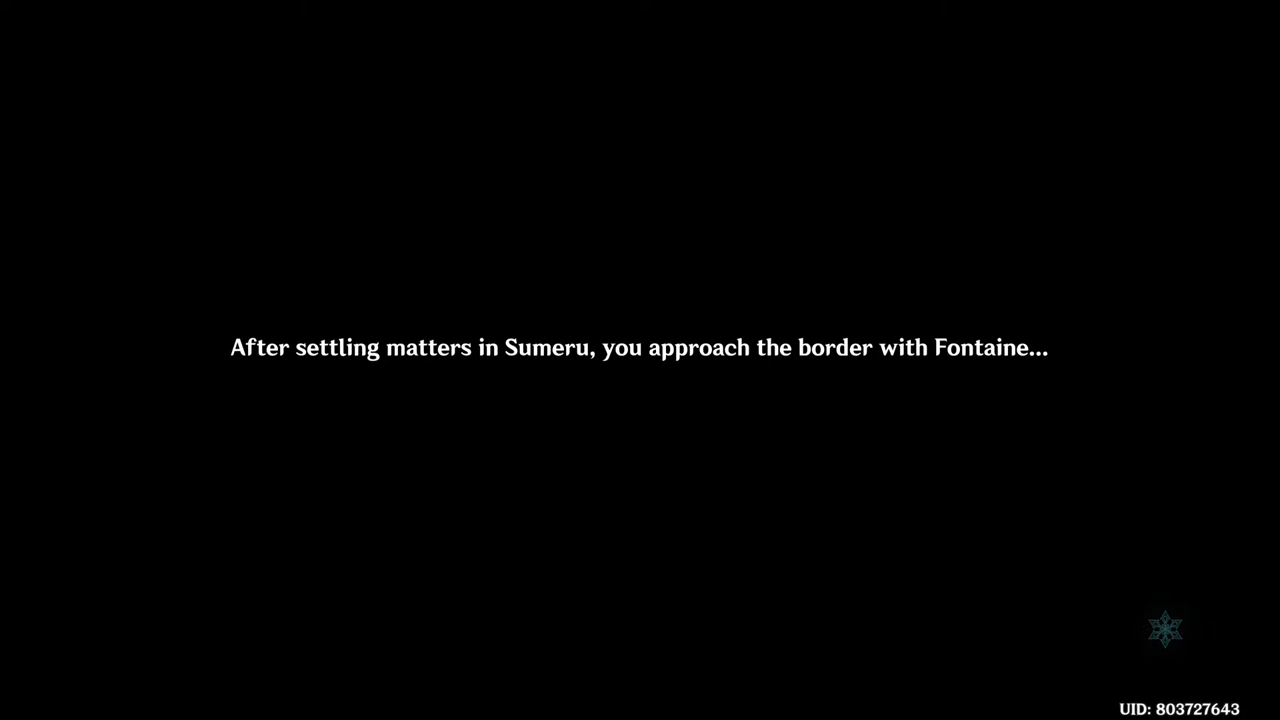 After settling matters in Sumeru, you approach the border with Fontaine...
UID: 803727643